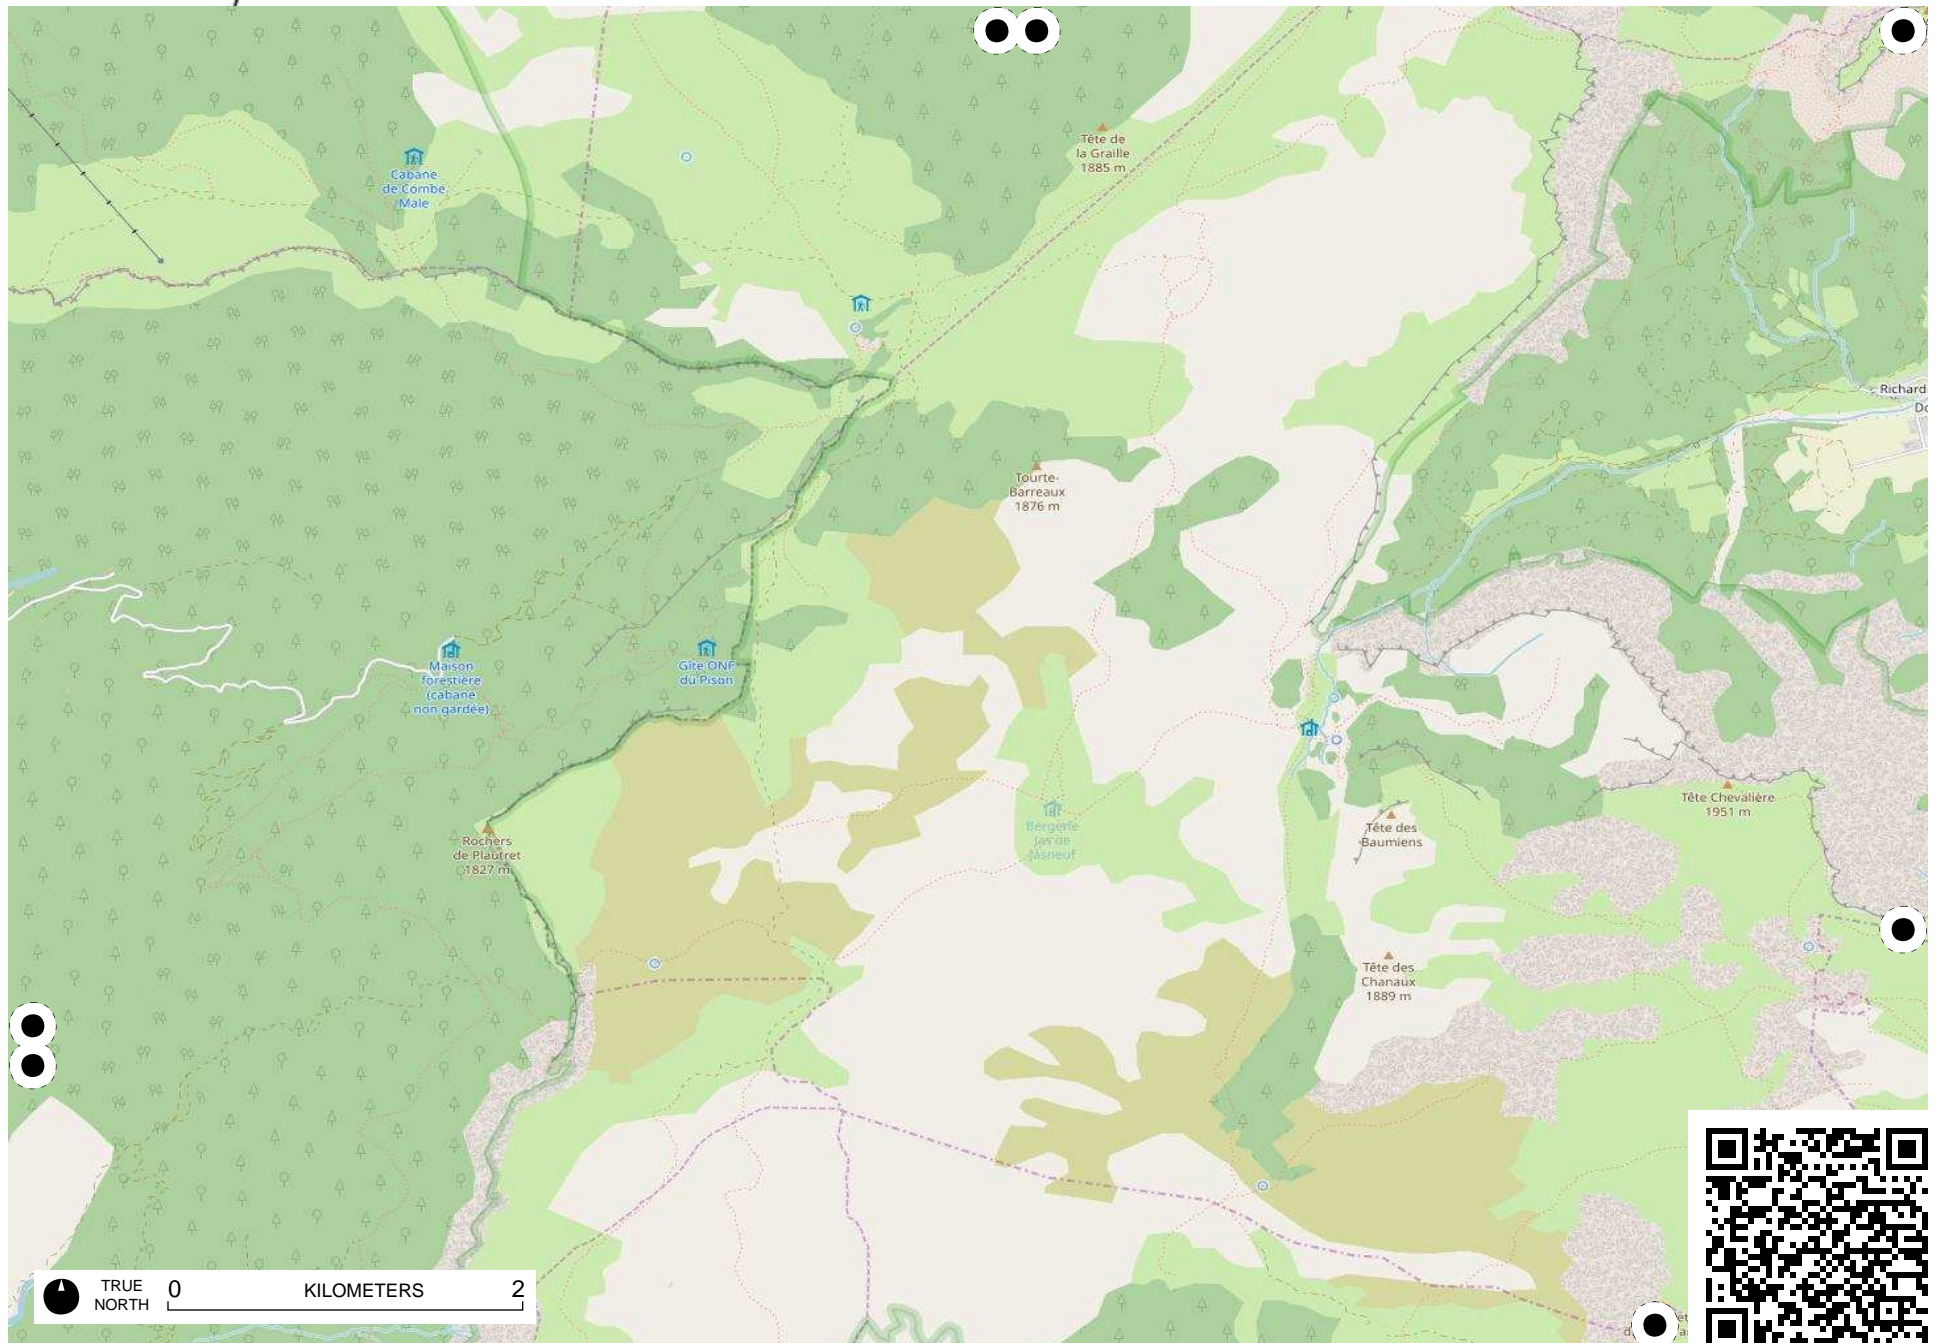 Tête de
la Graille
1885 m
Cabane
de Combe
Male
Richard
Do
Tourte-
Barreaux
1876 m
Maison
forestière
(cabane
non gardée)
Gîte ONF
du Pison
Tête Chevalière
1951 m
Bergerie
Jas de
Jasneuf
Tête des
Baumiens
Rochers
de Plautret
1827 m
Tête des
Chanaux
1889 m
TRUE
NORTH
0 KILOMETERS 2